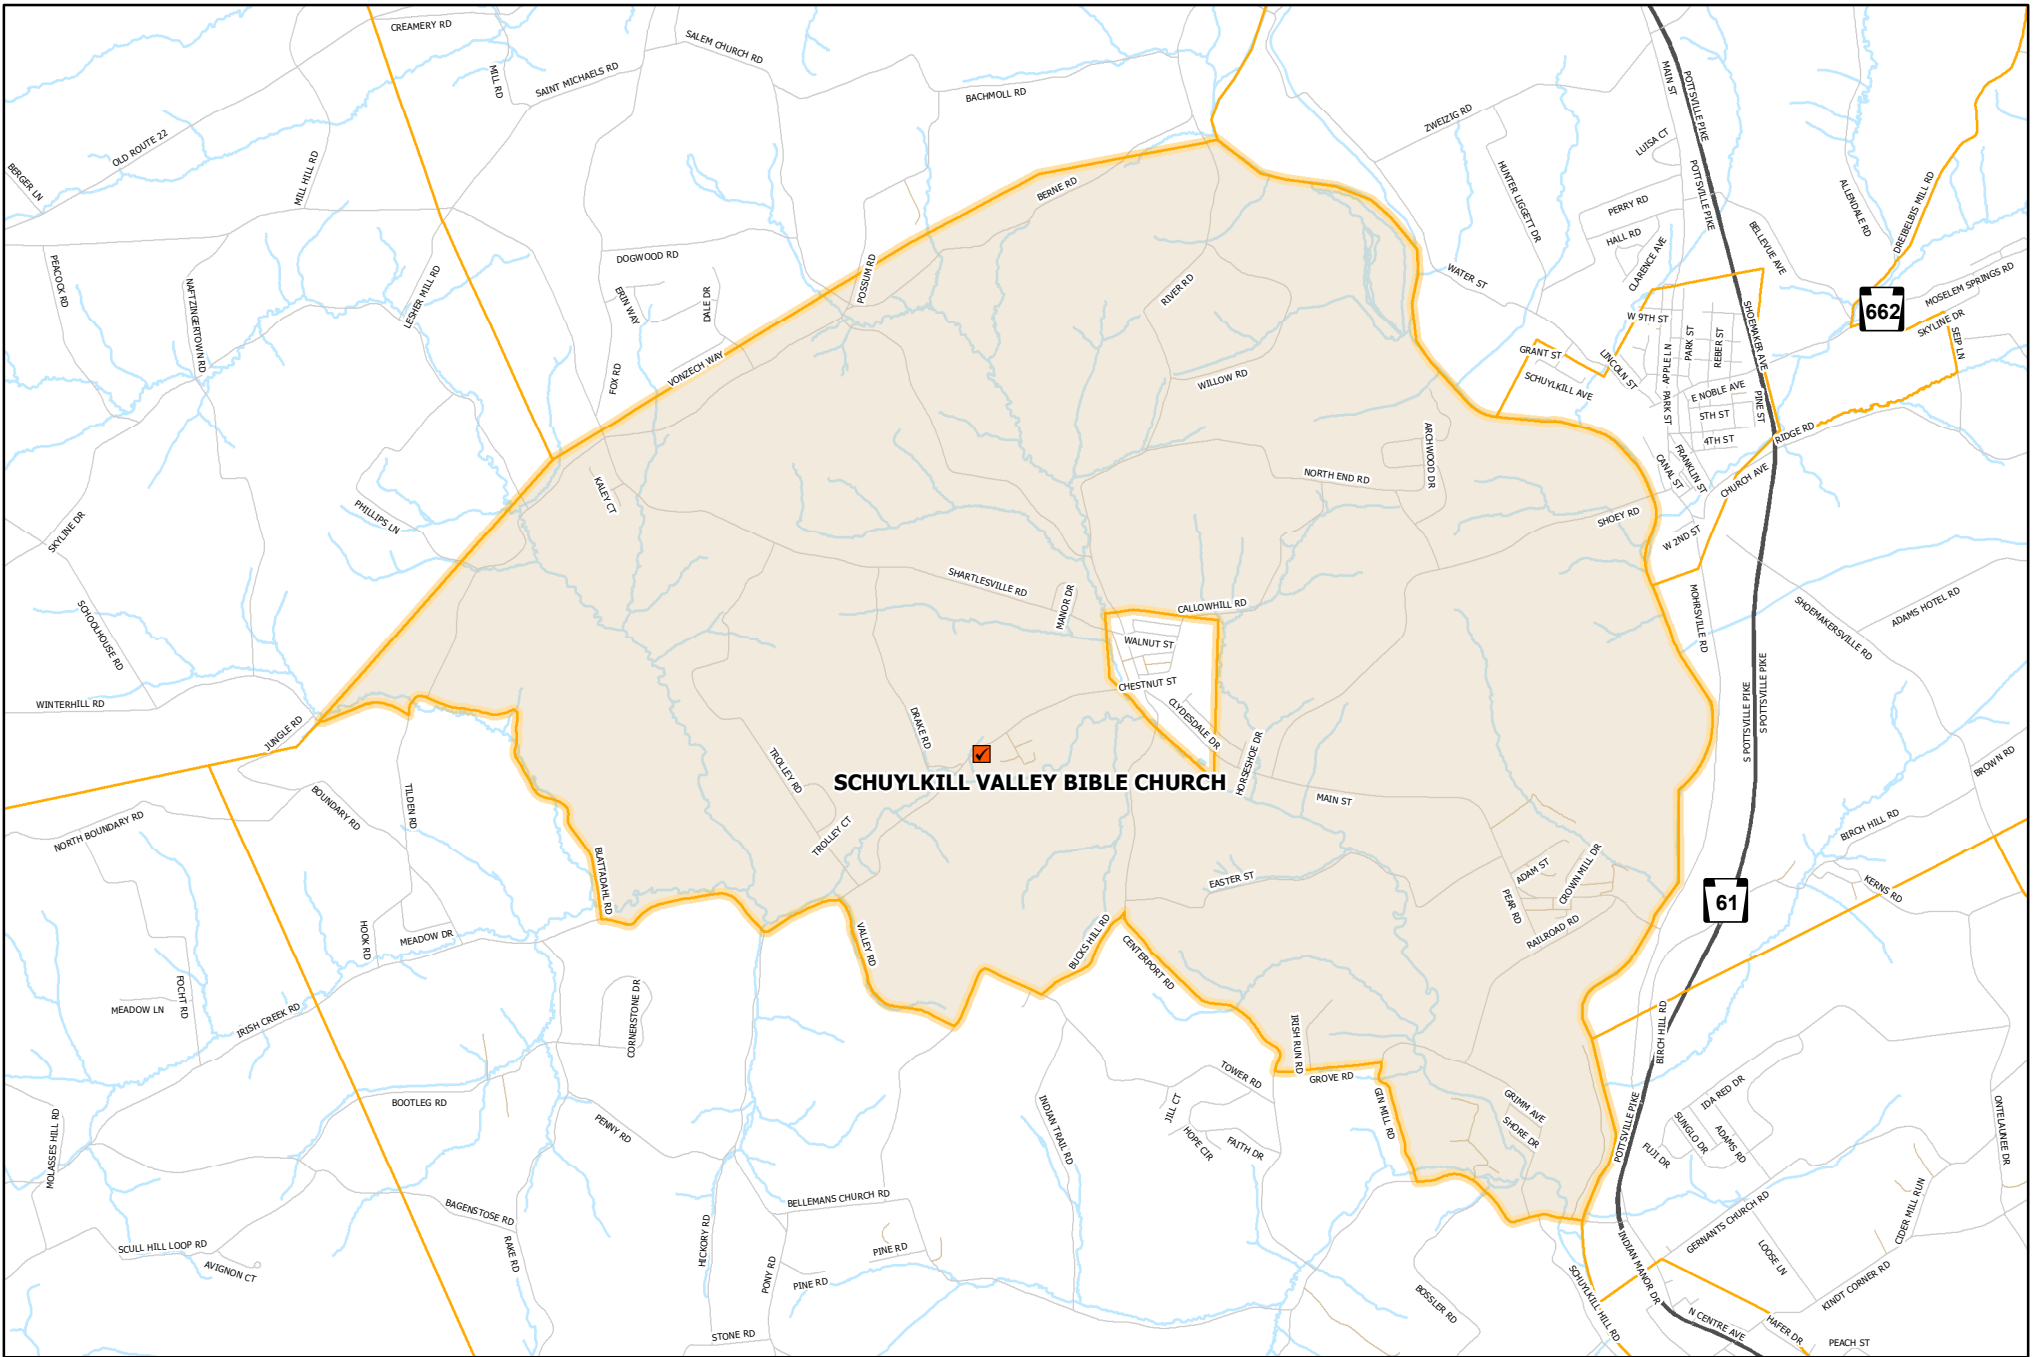 CREAMERY RD
SALEM CHURCH RD
MILL RD
SAINT MICHAELS RD
BACHMOLL RD
MAIN ST
POTTSVILLE PIKE
ZWEIZIG RD
OLD ROUTE 22
LUISA CT
BERGER LN
MILL HILL RD
HUNTER LIGGETT DR
POTTSVILLE PIKE
ALLENDALE RD
DREIBELBIS MILL RD
BERNE RD
PERRY RD
HALL RD
BELLEVUE AVE
CLARENCE AVE
DOGWOOD RD
PEACOCK RD
POSSUM RD
WATER ST
MOSELEM SPRINGS RD
NAFTZINGERTOWN RD
LESHER MILL RD
ERIN WAY
DALE DR
RIVER RD
662
SKYLINE DR
W 9TH ST
SHOEMAKER AVE
PARK ST
REBER ST
SEIP LN
GRANT ST
LINCOLN ST
APPLE LN
VONZECH WAY
FOX RD
WILLOW RD
SCHUYLKILL AVE
E NOBLE AVE
PARK ST
PINE ST
5TH ST
4TH ST
RIDGE RD
ARCHWOOD DR
FRANKLIN ST
CANAL ST
NORTH END RD
CHURCH AVE
KALEY CT
PHILLIPS LN
SHOEY RD
SKYLINE DR
W 2ND ST
SHARTLESVILLE RD
MANOR DR
CALLOWHILL RD
MOHRSVILLE RD
SHOEMAKERSVILLE RD
ADAMS HOTEL RD
SCHOOLHOUSE RD
WALNUT ST
CHESTNUT ST
S POTTSVILLE PIKE
S POTTSVILLE PIKE
WINTERHILL RD
JUNGLE RD
DRAKE RD
CLYDESDALE DR
TROLLEY RD
HORSESHOE DR
BROWN RD
SCHUYLKILL VALLEY BIBLE CHURCH
MAIN ST
TILDEN RD
BOUNDARY RD
NORTH BOUNDARY RD
TROLLEY CT
BIRCH HILL RD
BLATTADAHL RD
EASTER ST
ADAM ST
CROWN MILL DR
KERNS RD
61
PEAR RD
RAILROAD RD
HOOK RD
MEADOW DR
VALLEY RD
BUCKS HILL RD
CENTERPORT RD
FOCHT RD
MEADOW LN
IRISH CREEK RD
CORNERSTONE DR
IRISH RUN RD
BIRCH HILL RD
TOWER RD
GROVE RD
BOOTLEG RD
PENNY RD
INDIAN TRAIL RD
JILL CT
HOPE CIR
FAITH DR
GIN MILL RD
GRIMM AVE
SHORE DR
POTTSVILLE PIKE
IDA RED DR
SUNGLO DR
ADAMS RD
FUJI DR
ONTELAUNEE DR
MOLASSES HILL RD
BELLEMANS CHURCH RD
BAGENSTOSE RD
RAKE RD
HICKORY RD
PONY RD
PINE RD
PINE RD
SCULL HILL LOOP RD
AVIGNON CT
GERNANTS CHURCH RD
CIDER MILL RUN
LOOSE LN
INDIAN MANOR DR
SCHUYLKILL HILL RD
BOSSLER RD
KINDT CORNER RD
N CENTRE AVE
HAFER DR
STONE RD
PEACH ST